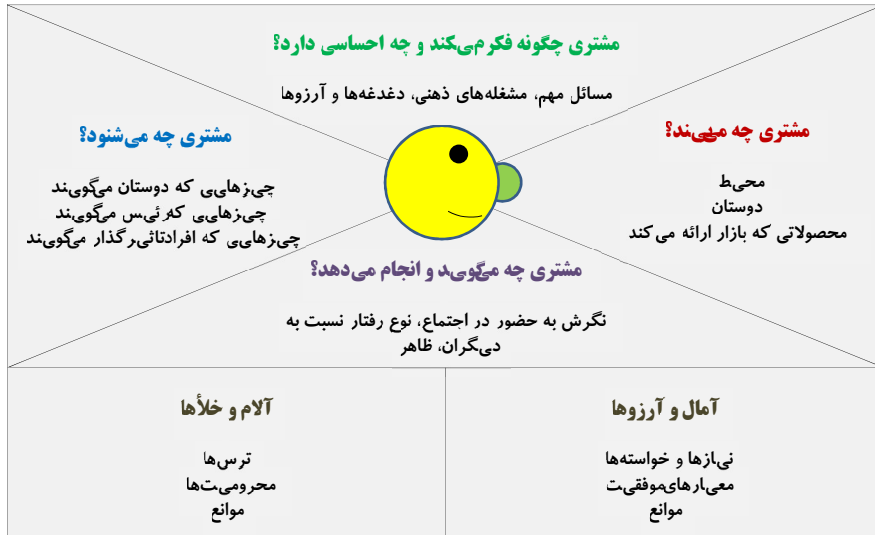 مشتری چگونه فکر می‌کند و چه احساسی دارد؟
مسائل مهم، مشغله‌های ذهنی، دغدغه‌ها و آرزوها
مشتری چه می‌بیند؟
محیط
دوستان
محصولاتی که بازار ارائه می کند
مشتری چه می‌شنود؟
چیزهایی که دوستان می‌گویند
چیزهایی که رئیس می‌گویند
چیزهایی که افراد تاثیرگذار می‌گویند
مشتری چه می‌گوید و انجام می‌دهد؟
نگرش به حضور در اجتماع، نوع رفتار نسبت به
دیگران، ظاهر
آمال و آرزوها
نیازها و خواسته‌ها
معیارهای موفقیت
موانع
آلام و خلأها
ترس‌ها
محرومیت‌ها
موانع